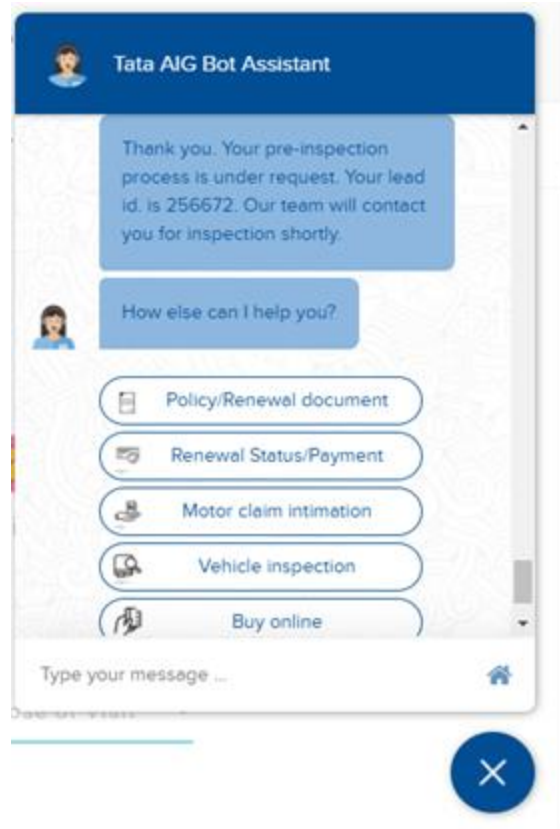 Tata AIG Bot Assistant
Thank you. Your pre-inspection
process is under request. Your lead
id. is 256672. Our team will contact
you for inspection shortly.
How else can I help you?
Policy/Renewal document
Renewal Status/Payment
Motor claim intimation
Vehicle inspection
Buy online
Type your message ...